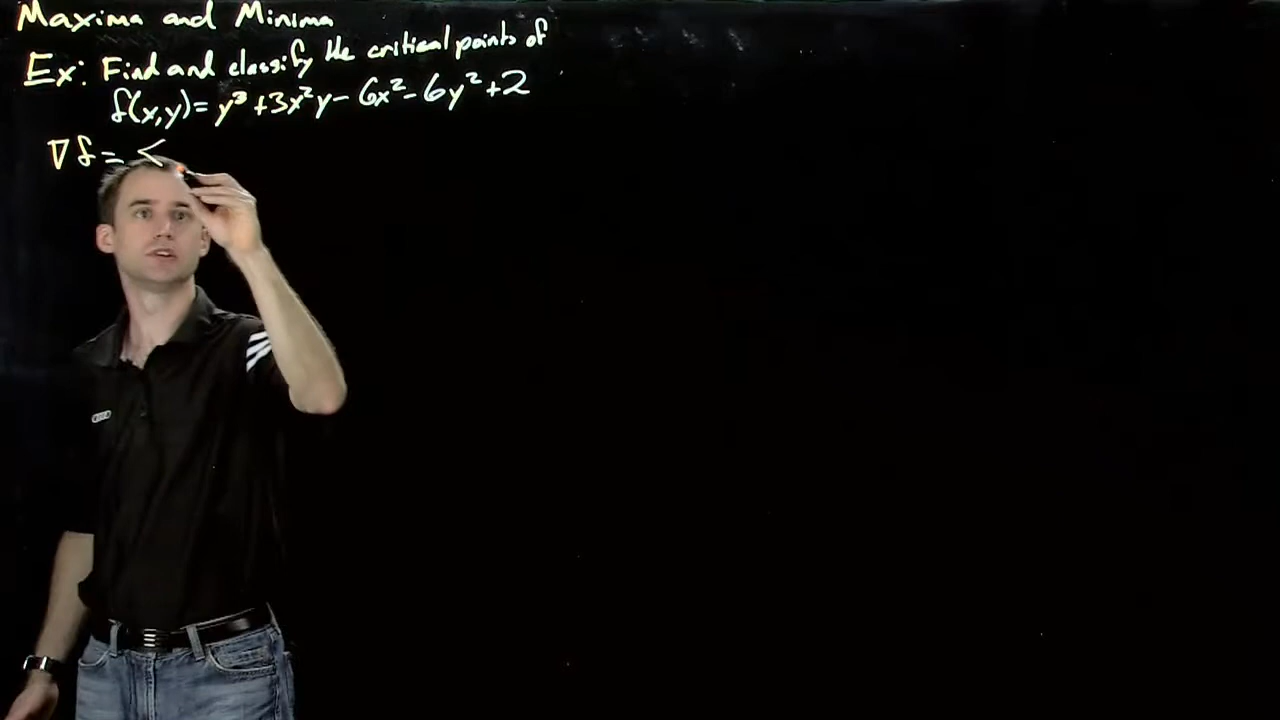 Maxima and Minima
Ex: Find and classify the critical points of
f(x,y)= y³+3x²y-6x²-6y²+2
∇f= <